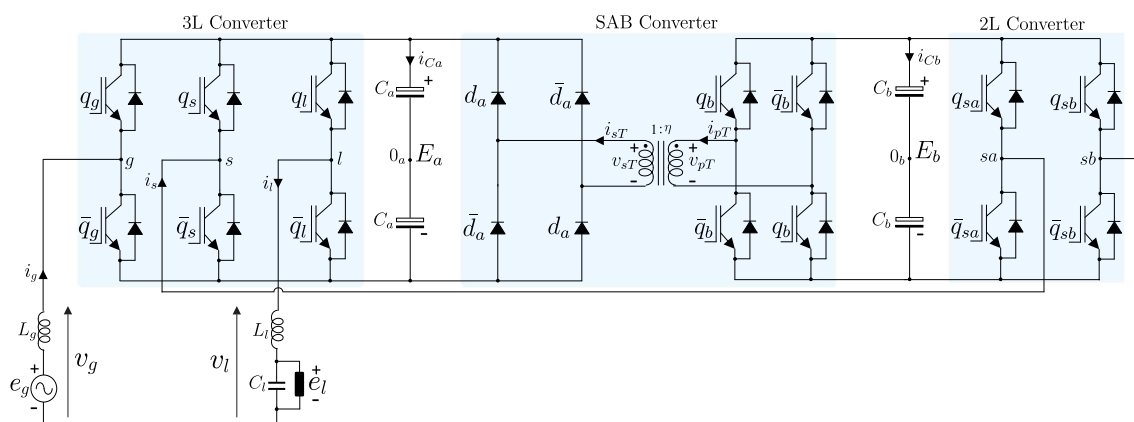 3L Converter
SAB Converter
2L Converter
q_g
q_s
q_l
C_a
+
i_Ca
d_a
d̄_a
q_b
q̄_b
C_b
+
i_Cb
q_sa
q_sb
g
s
l
0_a
E_a
i_sT
1:η
i_pT
+
v_sT
-
+
v_pT
-
0_b
E_b
sa
sb
i_s
i_l
q̄_g
q̄_s
q̄_l
C_a
-
d̄_a
d_a
q̄_b
q_b
C_b
-
q̄_sa
q̄_sb
i_g
L_g
v_g
e_g
+
-
v_l
L_l
C_l
+
e_l
-